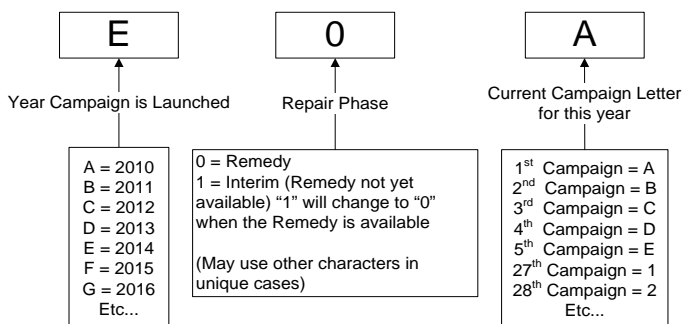 E
0
A
Year Campaign is Launched
Repair Phase
Current Campaign Letter
for this year
A = 2010
B = 2011
C = 2012
D = 2013
E = 2014
F = 2015
G = 2016
Etc...
0 = Remedy
1 = Interim (Remedy not yet
available) “1” will change to “0”
when the Remedy is available
(May use other characters in
unique cases)
1st Campaign = A
2nd Campaign = B
3rd Campaign = C
4th Campaign = D
5th Campaign = E
27th Campaign = 1
28th Campaign = 2
Etc...